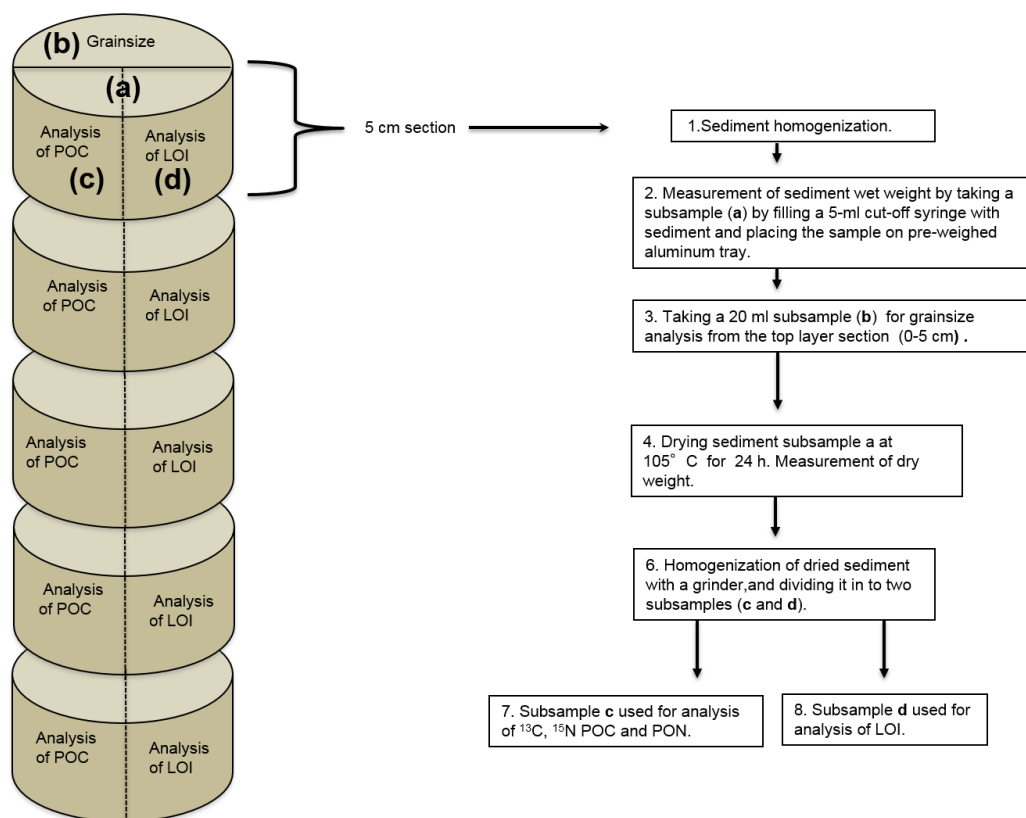 (b) Grainsize
(a)
Analysis
of POC
Analysis
of LOI
(c)
(d)
5 cm section
Analysis
of POC
Analysis
of LOI
Analysis
of POC
Analysis
of LOI
Analysis
of POC
Analysis
of LOI
Analysis
of POC
Analysis
of LOI
1.Sediment homogenization.
2. Measurement of sediment wet weight by taking a
subsample (a) by filling a 5-ml cut-off syringe with
sediment and placing the sample on pre-weighed
aluminum tray.
3. Taking a 20 ml subsample (b) for grainsize
analysis from the top layer section (0-5 cm) .
4. Drying sediment subsample a at
105° C for 24 h. Measurement of dry
weight.
6. Homogenization of dried sediment
with a grinder,and dividing it in to two
subsamples (c and d).
7. Subsample c used for analysis
of ¹³C, ¹⁵N POC and PON.
8. Subsample d used for
analysis of LOI.